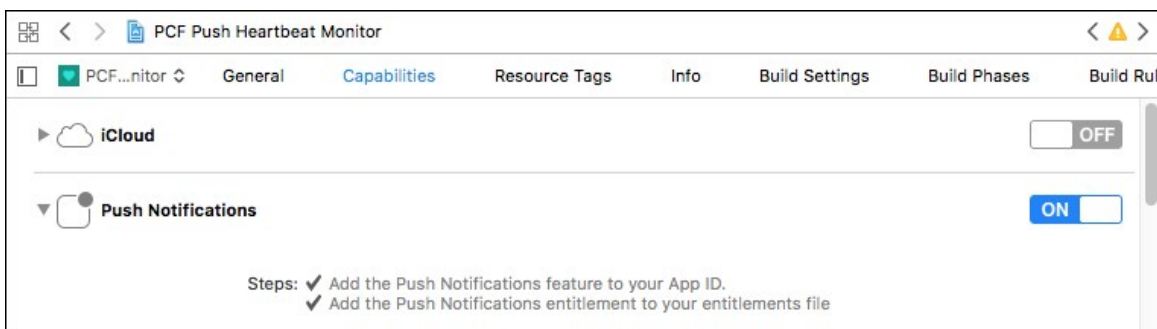 PCF Push Heartbeat Monitor
PCF...nitor General Capabilities Resource Tags Info Build Settings Build Phases Build Rul
iCloud OFF
Push Notifications ON
Steps: ✔ Add the Push Notifications feature to your App ID.
✔ Add the Push Notifications entitlement to your entitlements file